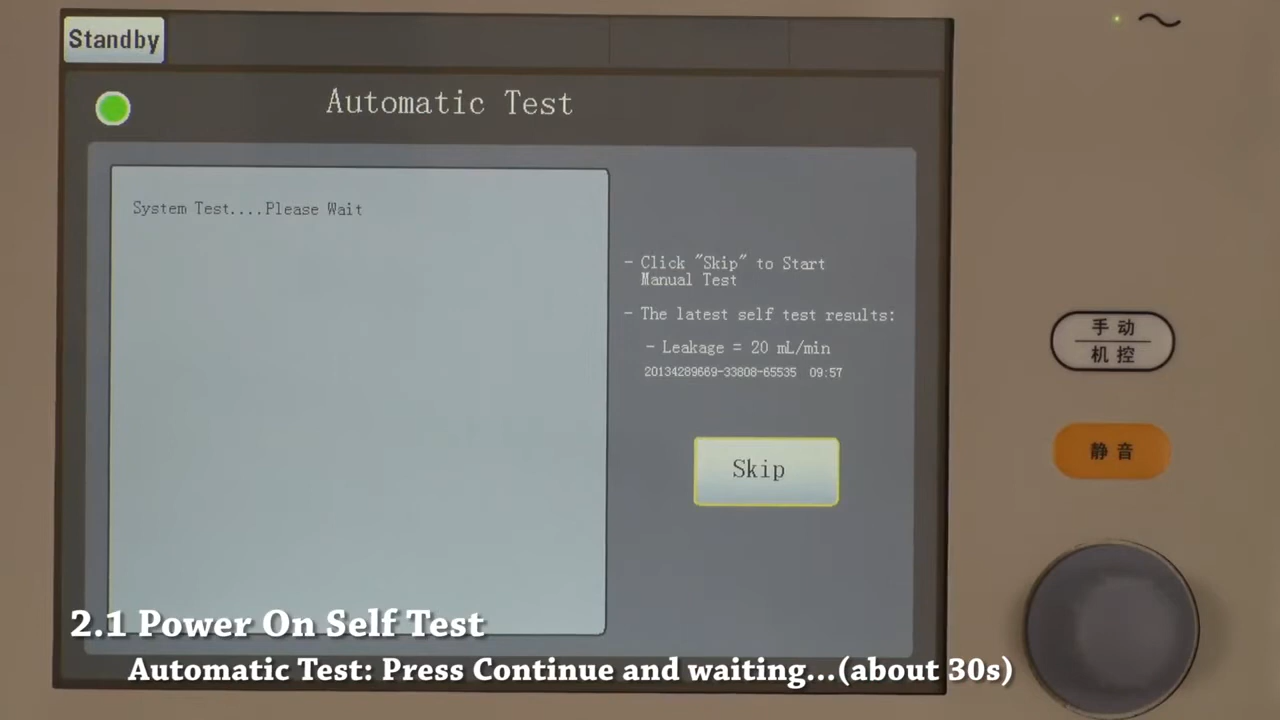 Standby
Automatic Test
System Test....Please Wait
- Click "Skip" to Start
Manual Test
- The latest self test results:
- Leakage = 20 mL/min
20134289669-33808-65535 09:57
Skip
手动
机控
静音
2.1 Power On Self Test
Automatic Test: Press Continue and waiting...(about 30s)